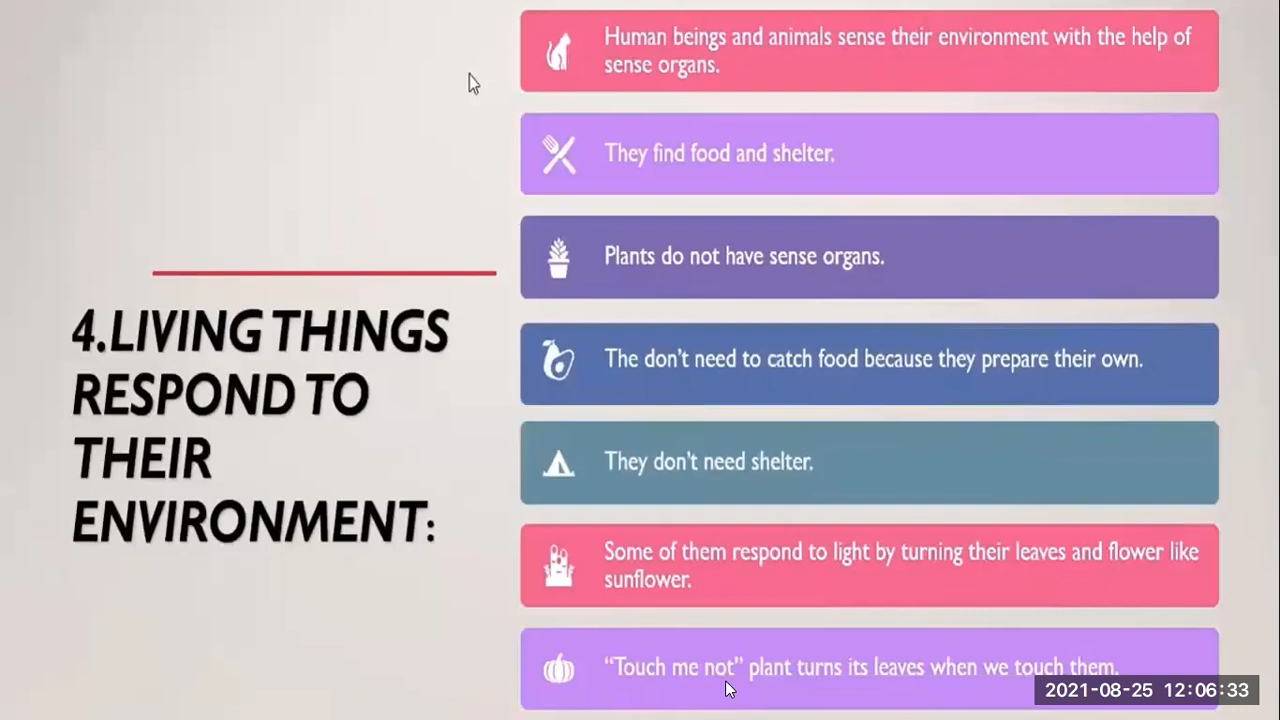 4.LIVING THINGS
RESPOND TO
THEIR
ENVIRONMENT:
Human beings and animals sense their environment with the help of
sense organs.
They find food and shelter.
Plants do not have sense organs.
The don't need to catch food because they prepare their own.
They don't need shelter.
Some of them respond to light by turning their leaves and flower like
sunflower.
“Touch me not” plant turns its leaves when we touch them.
2021-08-25 12:06:33